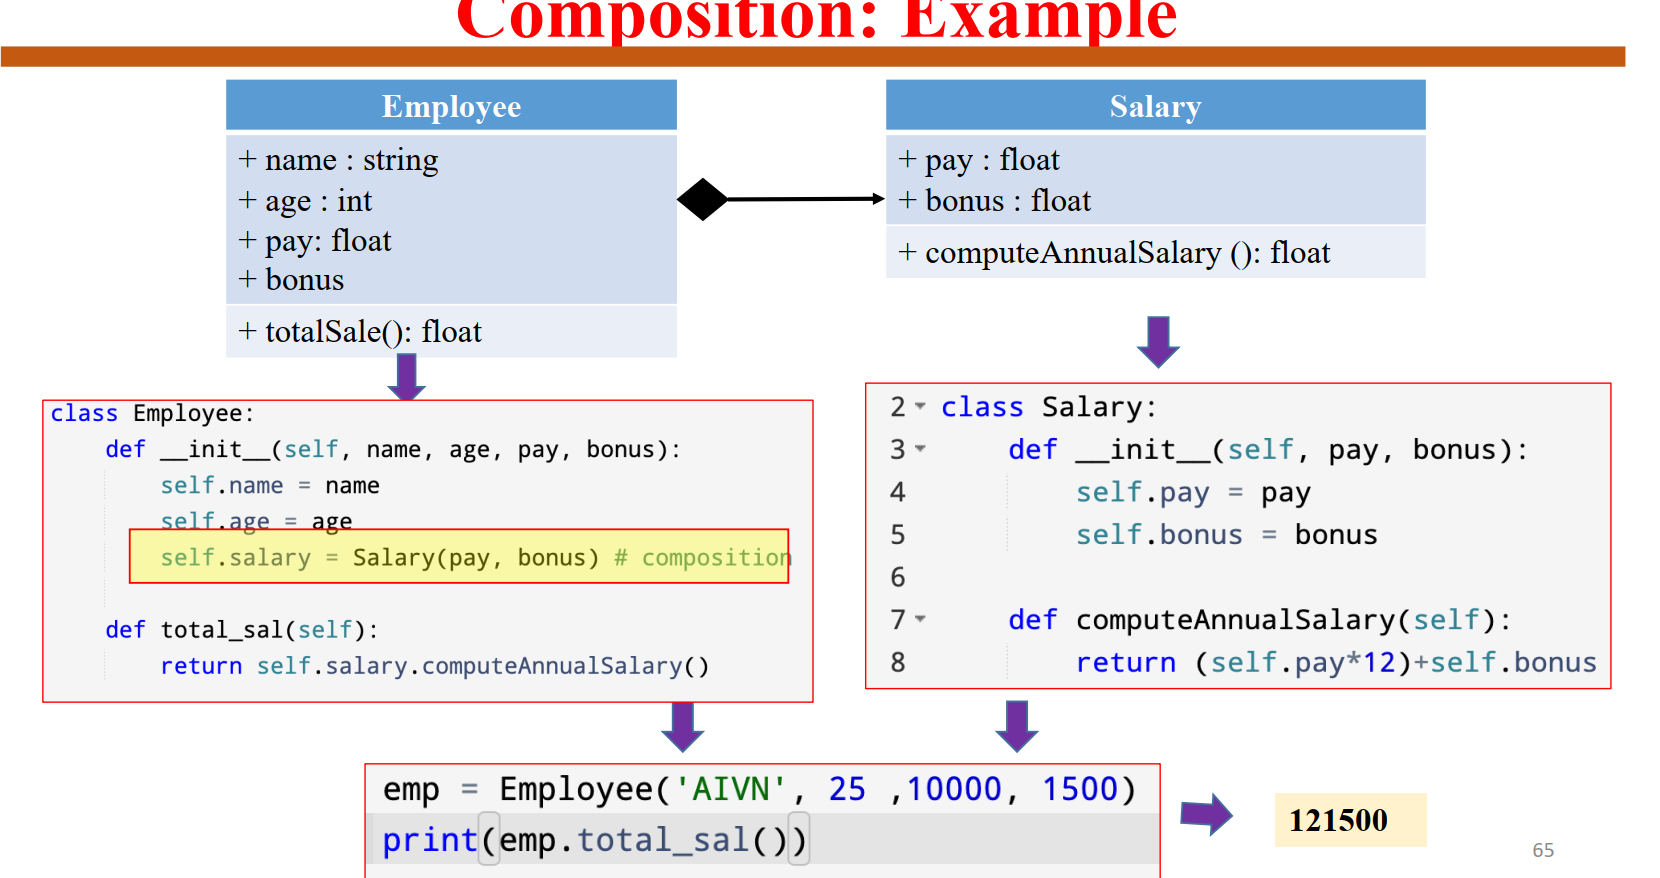 Composition: Example
Employee
+ name : string
+ age : int
+ pay: float
+ bonus
+ totalSale(): float
Salary
+ pay : float
+ bonus : float
+ computeAnnualSalary (): float
class Employee:
def __init__(self, name, age, pay, bonus):
self.name = name
self.age = age
self.salary = Salary(pay, bonus) # composition
def total_sal(self):
return self.salary.computeAnnualSalary()
2 class Salary:
3 def __init__(self, pay, bonus):
4 self.pay = pay
5 self.bonus = bonus
6
7 def computeAnnualSalary(self):
8 return (self.pay*12)+self.bonus
emp = Employee('AIVN', 25 ,10000, 1500)
print(emp.total_sal())
121500
65